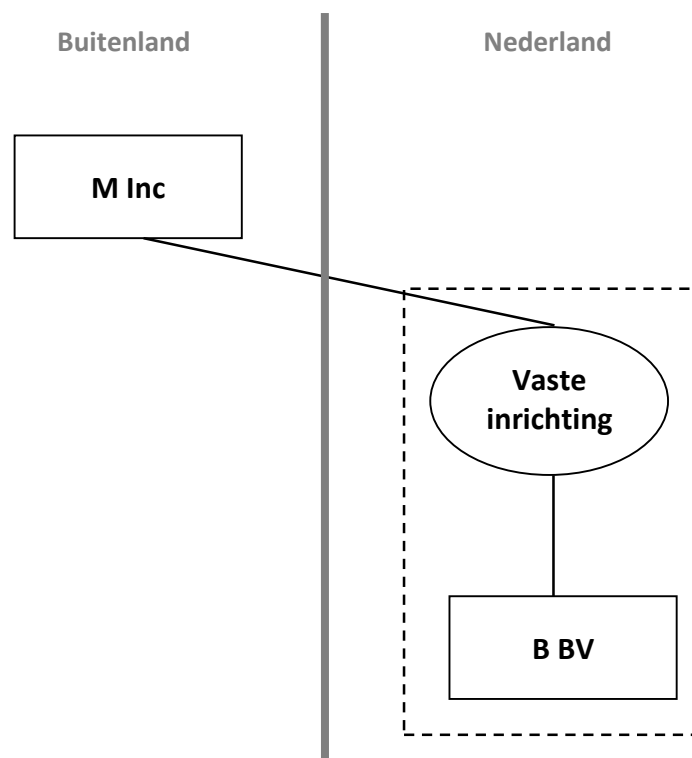 Buitenland
Nederland
M Inc
Vaste
inrichting
B BV